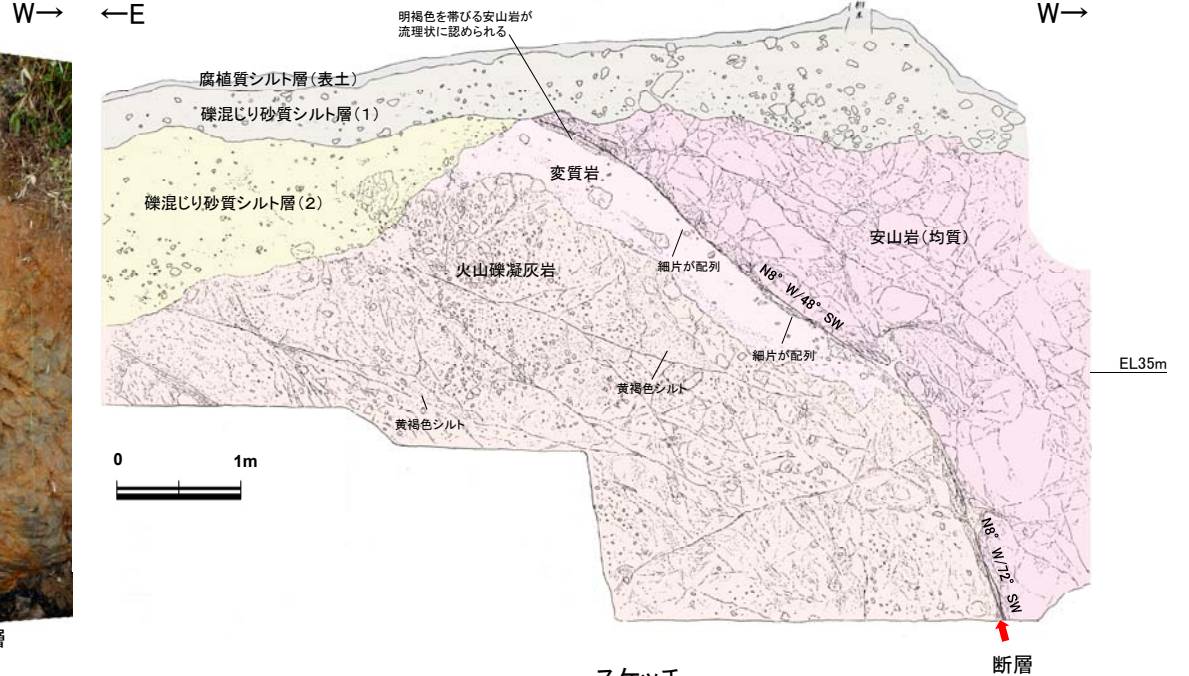 W→
←E
W→
明褐色を帯びる安山岩が
流理状に認められる
腐植質シルト層(表土)
礫混じり砂質シルト層(1)
変質岩
礫混じり砂質シルト層(2)
安山岩(均質)
細片が配列
火山礫凝灰岩
N8°W/48°SW
細片が配列
EL35m
黄褐色シルト
黄褐色シルト
0 1m
N8°W/72°SW
断層
スケッチ